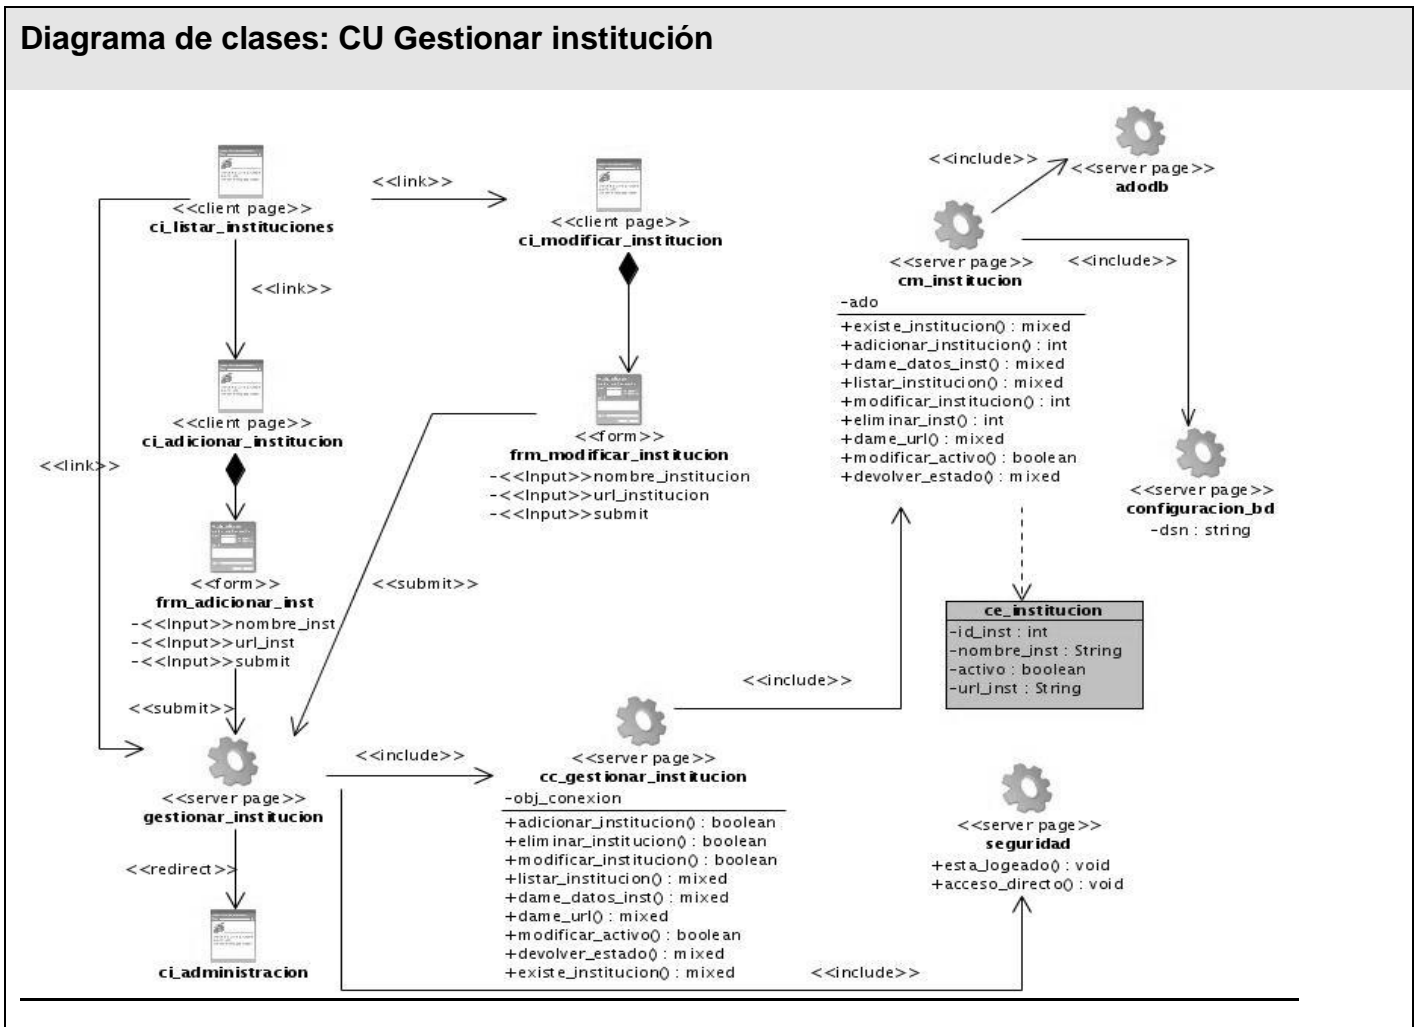 Diagrama de clases: CU Gestionar institución
<<client page>>
ci_listar_instituciones
<<link>>
<<client page>>
ci_modificar_institucion
<<link>>
<<client page>>
ci_adicionar_institucion
<<link>>
<<form>>
frm_modificar_institucion
-<<Input>>nombre_institucion
-<<Input>>url_institucion
-<<Input>>submit
<<form>>
frm_adicionar_inst
-<<Input>>nombre_inst
-<<Input>>url_inst
-<<Input>>submit
<<submit>>
<<submit>>
<<server page>>
gestionar_institucion
<<redirect>>
ci_administracion
<<include>>
<<server page>>
cc_gestionar_institucion
-obj_conexion
+adicionar_institucion() : boolean
+eliminar_institucion() : boolean
+modificar_institucion() : boolean
+listar_institucion() : mixed
+dame_datos_inst() : mixed
+dame_url() : mixed
+modificar_activo() : boolean
+devolver_estado() : mixed
+existe_institucion() : mixed
<<include>>
<<include>>
<<server page>>
adodb
<<server page>>
cm_institucion
-ado
+existe_institucion() : mixed
+adicionar_institucion() : int
+dame_datos_inst() : mixed
+listar_institucion() : mixed
+modificar_institucion() : int
+eliminar_inst() : int
+dame_url() : mixed
+modificar_activo() : boolean
+devolver_estado() : mixed
<<include>>
<<server page>>
configuracion_bd
-dsn : string
ce_institucion
-id_inst : int
-nombre_inst : String
-activo : boolean
-url_inst : String
<<server page>>
seguridad
+esta_logeado() : void
+acceso_directo() : void
<<include>>